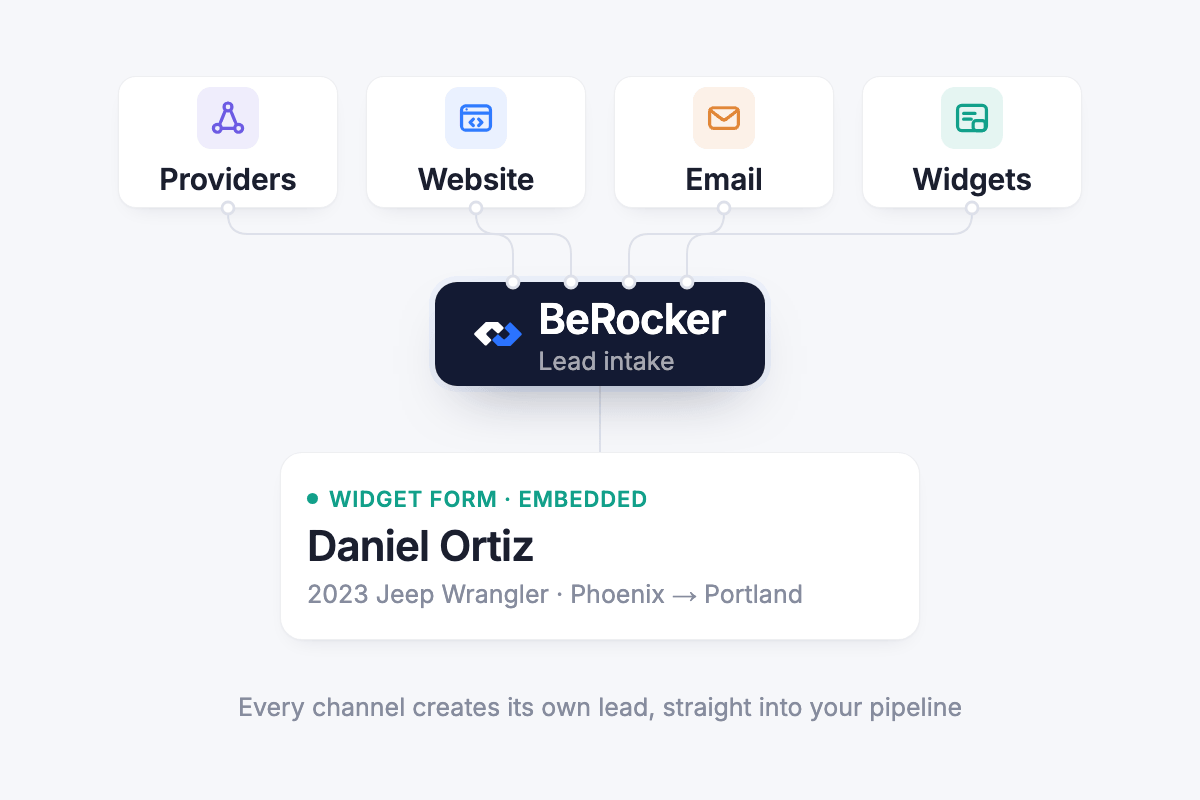 Providers
Website
Email
Widgets
BeRocker
Lead intake
WIDGET FORM · EMBEDDED
Daniel Ortiz
2023 Jeep Wrangler · Phoenix → Portland
Every channel creates its own lead, straight into your pipeline